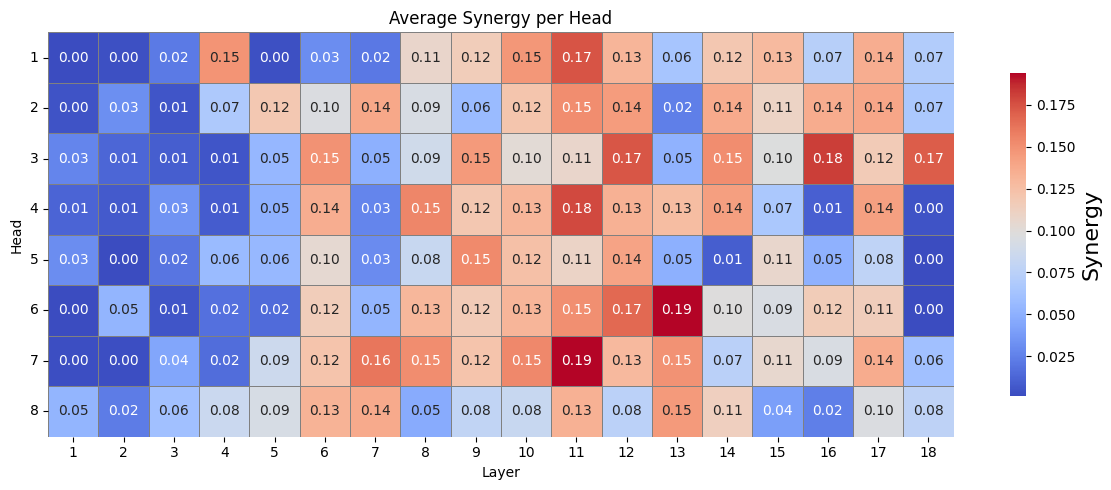 Average Synergy per Head
1 0.00 0.00 0.02 0.15 0.00 0.03 0.02 0.11 0.12 0.15 0.17 0.13 0.06 0.12 0.13 0.07 0.14 0.07
2 0.00 0.03 0.01 0.07 0.12 0.10 0.14 0.09 0.06 0.12 0.15 0.14 0.02 0.14 0.11 0.14 0.14 0.07
3 0.03 0.01 0.01 0.01 0.05 0.15 0.05 0.09 0.15 0.10 0.11 0.17 0.05 0.15 0.10 0.18 0.12 0.17
4 0.01 0.01 0.03 0.01 0.05 0.14 0.03 0.15 0.12 0.13 0.18 0.13 0.13 0.14 0.07 0.01 0.14 0.00
5 0.03 0.00 0.02 0.06 0.06 0.10 0.03 0.08 0.15 0.12 0.11 0.14 0.05 0.01 0.11 0.05 0.08 0.00
6 0.00 0.05 0.01 0.02 0.02 0.12 0.05 0.13 0.10 0.13 0.15 0.17 0.19 0.10 0.09 0.12 0.11 0.00
7 0.00 0.00 0.04 0.02 0.09 0.12 0.16 0.15 0.12 0.15 0.19 0.13 0.15 0.07 0.11 0.09 0.14 0.06
8 0.05 0.02 0.06 0.08 0.09 0.13 0.14 0.05 0.08 0.08 0.13 0.08 0.15 0.11 0.04 0.02 0.10 0.08
1 2 3 4 5 6 7 8 9 10 11 12 13 14 15 16 17 18
Layer
Head
0.175
0.150
0.125
0.100
0.075
0.050
0.025
Synergy